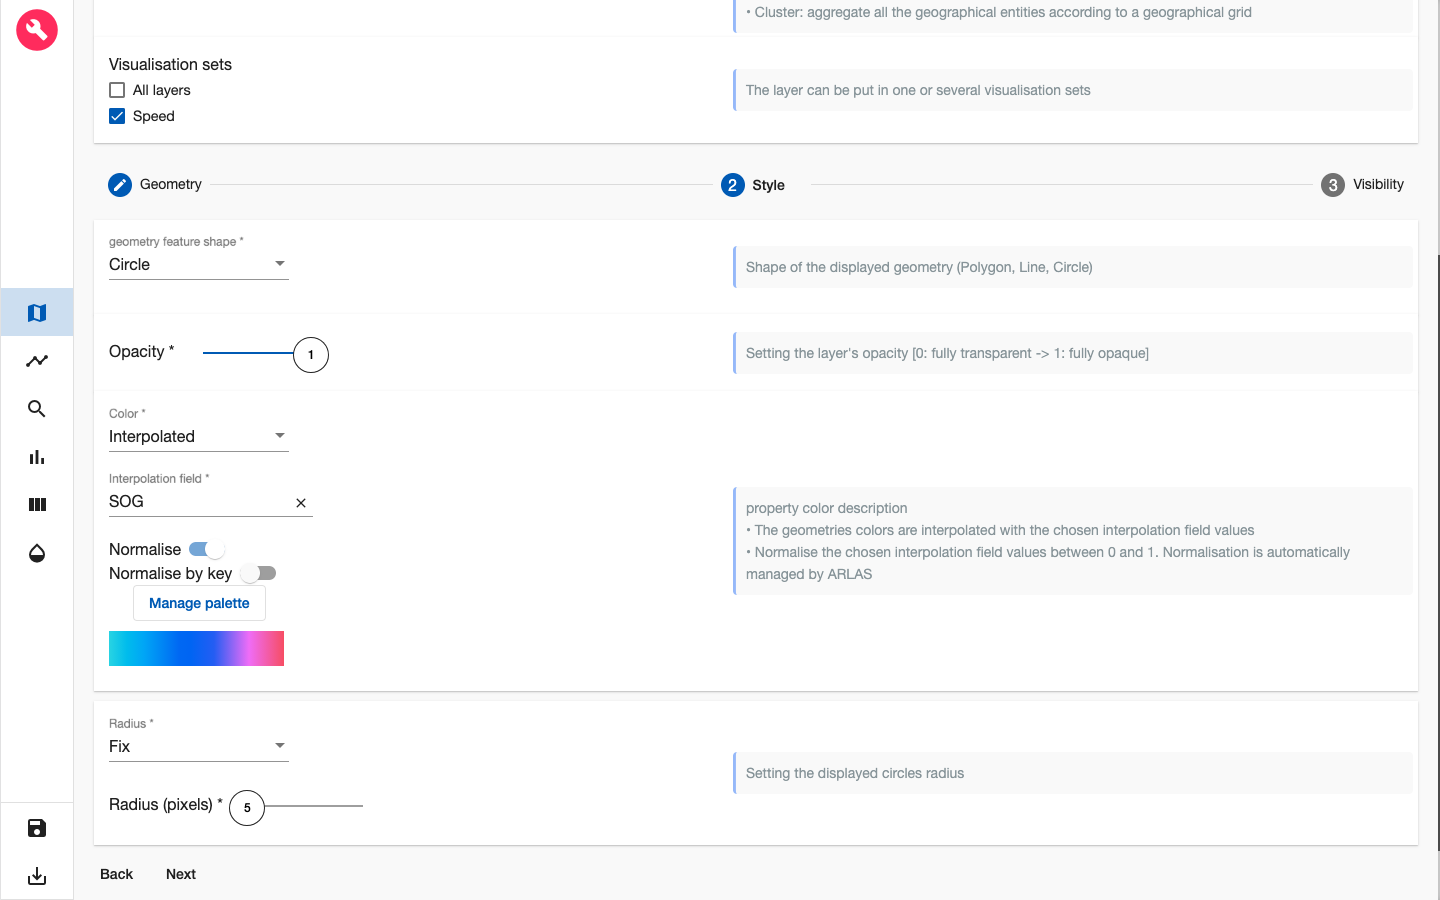 • Cluster: aggregate all the geographical entities according to a geographical grid
Visualisation sets
All layers
Speed
The layer can be put in one or several visualisation sets
Geometry
2 Style
3 Visibility
geometry feature shape *
Circle
Shape of the displayed geometry (Polygon, Line, Circle)
Opacity *
1
Setting the layer's opacity [0: fully transparent -> 1: fully opaque]
Color *
Interpolated
Interpolation field *
SOG
Normalise
Normalise by key
Manage palette
property color description
• The geometries colors are interpolated with the chosen interpolation field values
• Normalise the chosen interpolation field values between 0 and 1. Normalisation is automatically
managed by ARLAS
Radius *
Fix
Radius (pixels) *
5
Setting the displayed circles radius
Back
Next